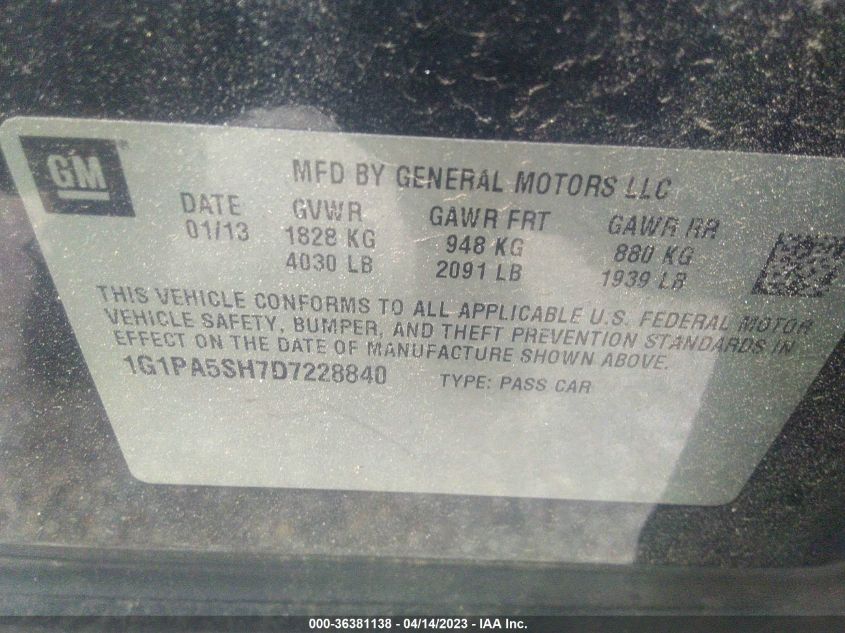 GM®
MFD BY GENERAL MOTORS LLC
DATE GVWR GAWR FRT GAWR RR
01/13 1828 KG 948 KG 880 KG
4030 LB 2091 LB 1939 LB
THIS VEHICLE CONFORMS TO ALL APPLICABLE U.S. FEDERAL MOTOR
VEHICLE SAFETY, BUMPER, AND THEFT PREVENTION STANDARDS IN
EFFECT ON THE DATE OF MANUFACTURE SHOWN ABOVE.
1G1PA5SH7D7228840 TYPE: PASS CAR
000-36381138 - 04/14/2023 - IAA Inc.